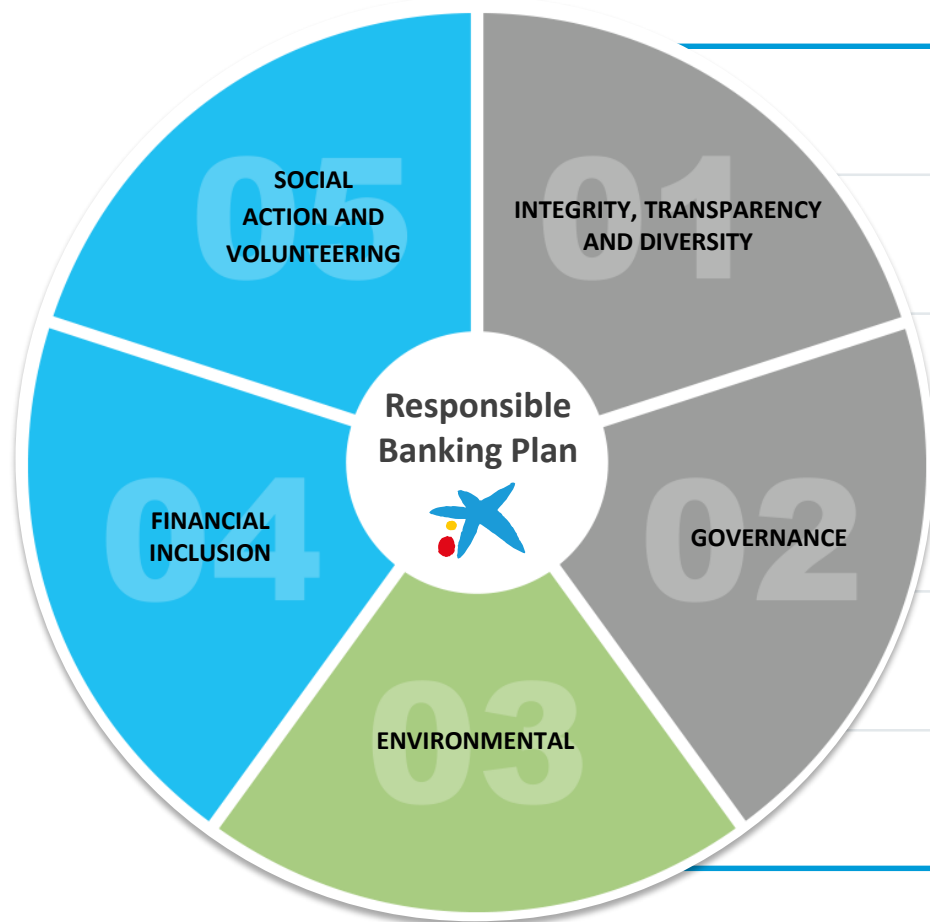 Responsible
Banking Plan
01
INTEGRITY, TRANSPARENCY
AND DIVERSITY
02
GOVERNANCE
03
ENVIRONMENTAL
04
FINANCIAL
INCLUSION
05
SOCIAL
ACTION AND
VOLUNTEERING